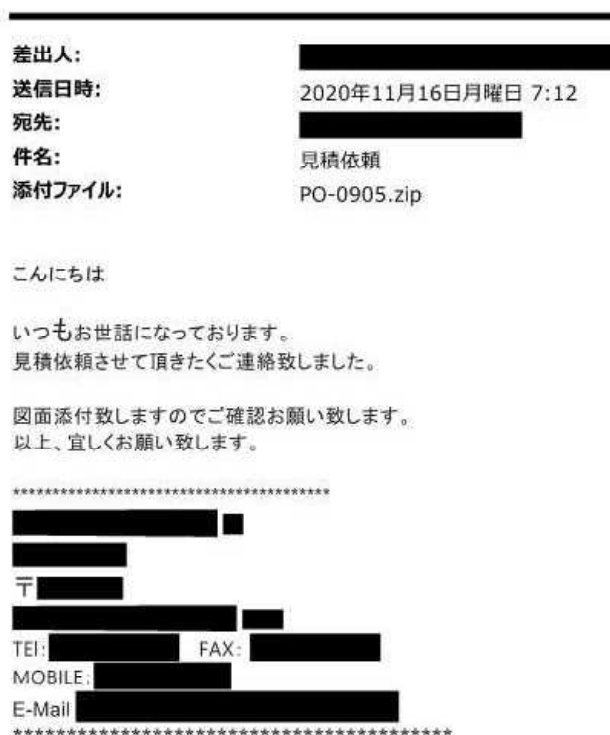 差出人:
送信日時: 2020年11月16日月曜日 7:12
宛先:
件名: 見積依頼
添付ファイル: PO-0905.zip
こんにちは
いつもお世話になっております。
見積依頼させて頂きたくご連絡致しました。
図面添付致しますのでご確認お願い致します。
以上、宜しくお願い致します。
****************************************
〒
TEl: FAX:
MOBILE:
E-Mail
******************************************